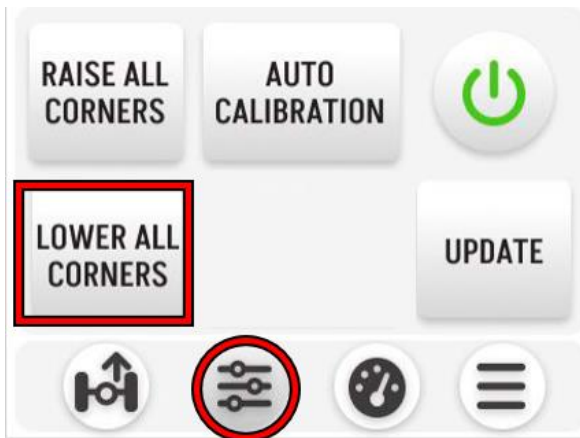 RAISE ALL
CORNERS
AUTO
CALIBRATION
LOWER ALL
CORNERS
UPDATE